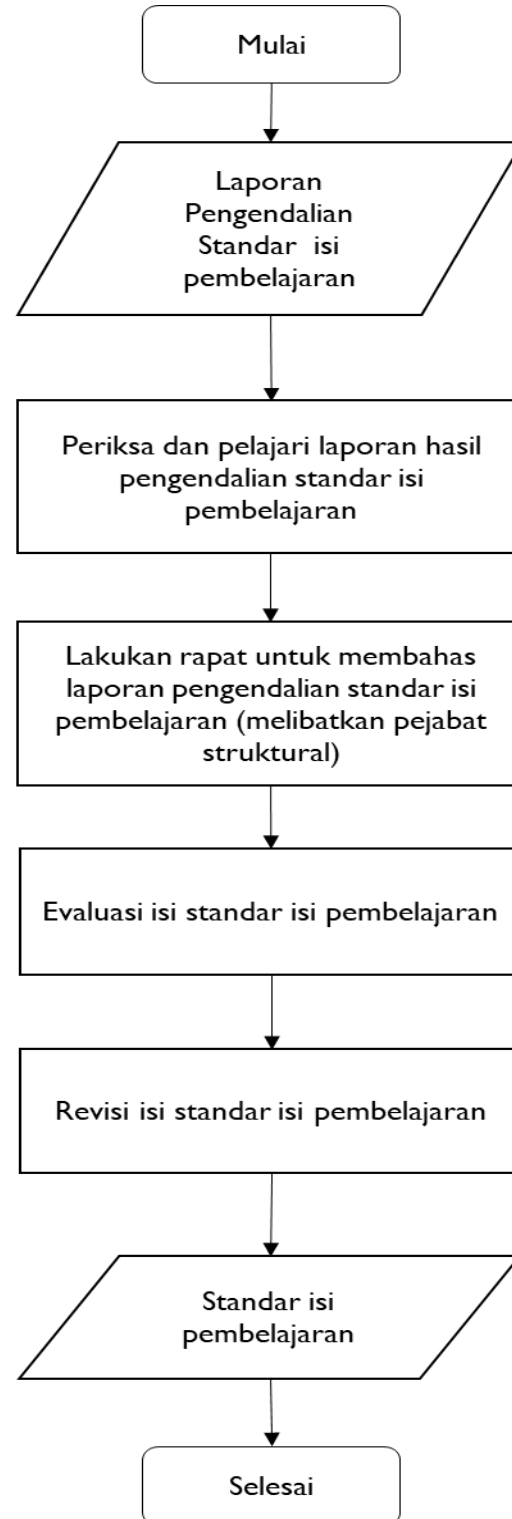 Mulai
Laporan
Pengendalian
Standar isi
pembelajaran
Periksa dan pelajari laporan hasil
pengendalian standar isi
pembelajaran
Lakukan rapat untuk membahas
laporan pengendalian standar isi
pembelajaran (melibatkan pejabat
struktural)
Evaluasi isi standar isi pembelajaran
Revisi isi standar isi pembelajaran
Standar isi
pembelajaran
Selesai